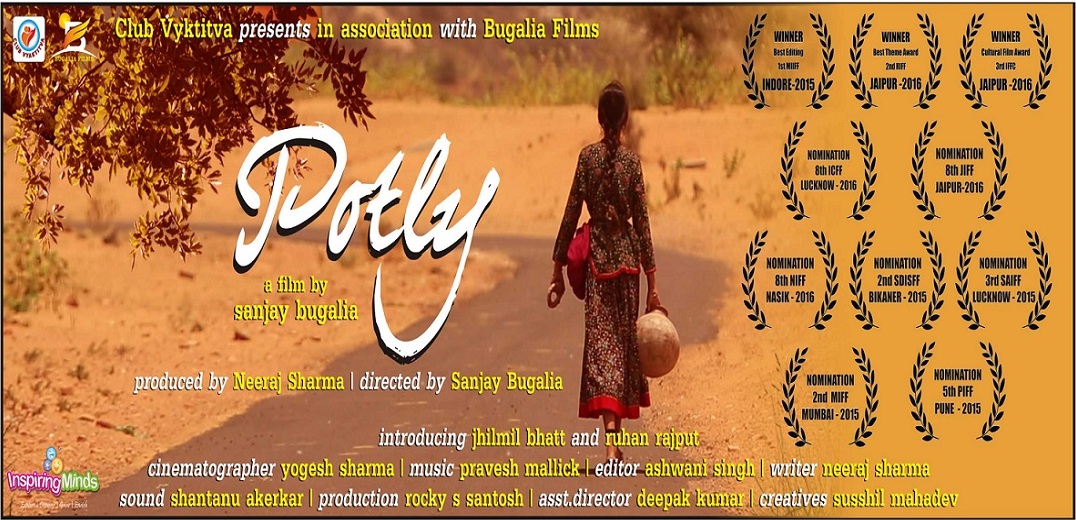 Club Vyktitva presents in association with Bugalia Films
CLUB VYKTITVA
BUGALIA FILMS
Potly
a film by
sanjay bugalia
produced by Neeraj Sharma | directed by Sanjay Bugalia
introducing jhilmil bhatt and ruhan rajput
cinematographer yogesh sharma | music pravesh mallick | editor ashwani singh | writer neeraj sharma
sound shantanu akerkar | production rocky s santosh | asst.director deepak kumar | creatives susshil mahadev
InspiringMinds
WINNER
Best Editing
1st MIIFF
INDORE-2015
WINNER
Best Theme Award
2nd RIFF
JAIPUR -2016
WINNER
Cultural Film Award
3rd IFFC
JAIPUR -2016
NOMINATION
8th ICFF
LUCKNOW - 2016
NOMINATION
8th JIFF
JAIPUR-2016
NOMINATION
8th NIFF
NASIK - 2016
NOMINATION
2nd SDISFF
BIKANER - 2015
NOMINATION
3rd SAIFF
LUCKNOW - 2015
NOMINATION
2nd MIFF
MUMBAI - 2015
NOMINATION
5th PIFF
PUNE - 2015